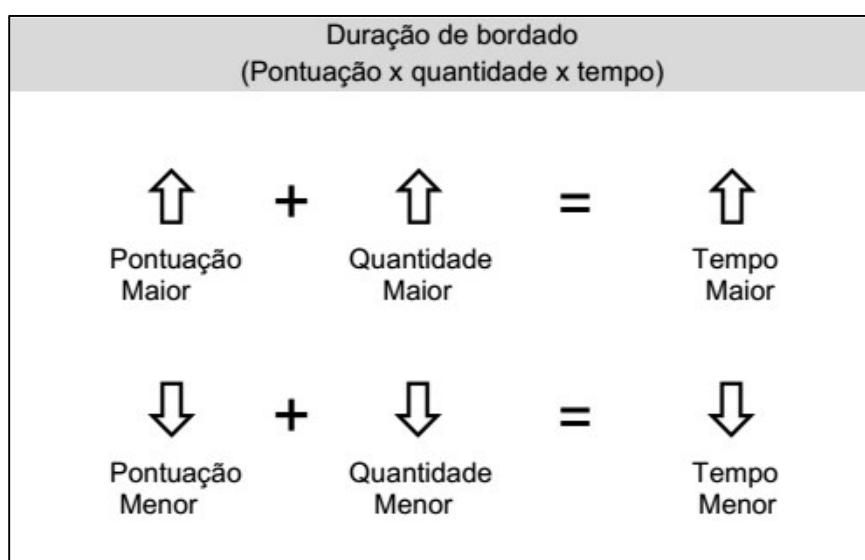 Duração de bordado
(Pontuação x quantidade x tempo)
+ =
Pontuação Quantidade Tempo
Maior Maior Maior
+ =
Pontuação Quantidade Tempo
Menor Menor Menor